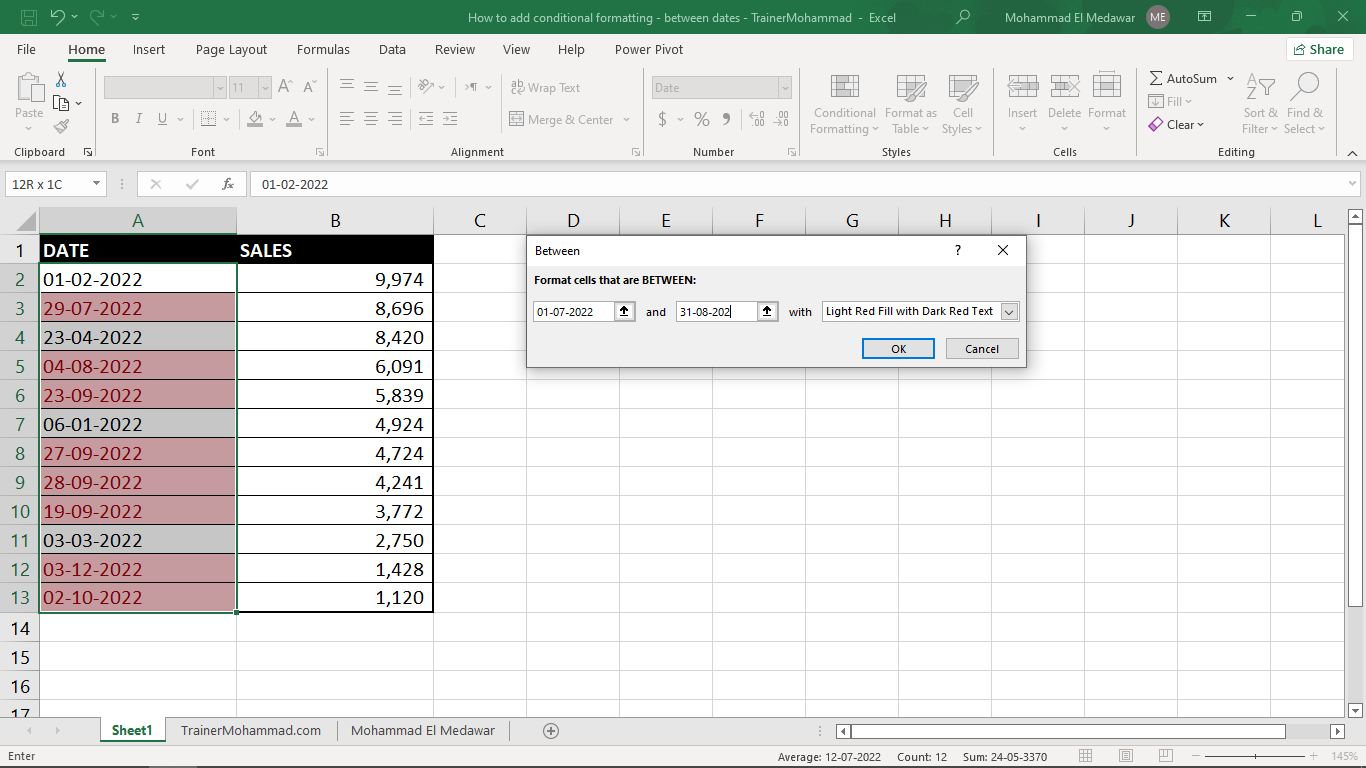 How to add conditional formatting - between dates - TrainerMohammad - Excel
Mohammad El Medawar ME
File Home Insert Page Layout Formulas Data Review View Help Power Pivot Share
Paste
Clipboard
11
B I U
Font
Wrap Text
Merge & Center
Alignment
Date
$ % 9
Number
Conditional Formatting
Format as Table
Cell Styles
Styles
Insert Delete Format
Cells
AutoSum
Fill
Clear
Sort & Filter
Find & Select
Editing
12R x 1C fx 01-02-2022
A B C D E F G H I J K L
1 DATE SALES
2 01-02-2022 9,974
3 29-07-2022 8,696
4 23-04-2022 8,420
5 04-08-2022 6,091
6 23-09-2022 5,839
7 06-01-2022 4,924
8 27-09-2022 4,724
9 28-09-2022 4,241
10 19-09-2022 3,772
11 03-03-2022 2,750
12 03-12-2022 1,428
13 02-10-2022 1,120
14
15
16
17
Between ?
Format cells that are BETWEEN:
01-07-2022 and 31-08-202 with Light Red Fill with Dark Red Text
OK Cancel
Sheet1 TrainerMohammad.com Mohammad El Medawar
Enter Average: 12-07-2022 Count: 12 Sum: 24-05-3370 145%